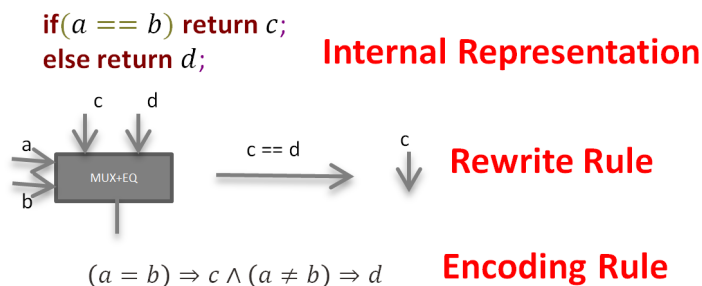 if(a == b) return c;
else return d;
Internal Representation
c d
a
b
MUX+EQ
c == d
c
Rewrite Rule
(a = b) ⇒ c ∧ (a ≠ b) ⇒ d
Encoding Rule